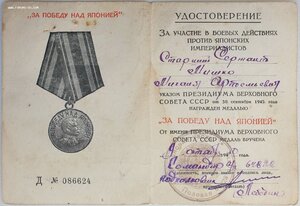 „ЗА ПОБЕДУ НАД ЯПОНИЕЙ"
Д № 086624
УДОСТОВЕРЕНИЕ
ЗА УЧАСТИЕ В БОЕВЫХ ДЕЙСТВИЯХ
ПРОТИВ ЯПОНСКИХ
ИМПЕРИАЛИСТОВ
Старший Сержант
УКАЗОМ ПРЕЗИДИУМА ВЕРХОВНОГО
СОВЕТА СССР от 30 сентября 1945 года
НАГРАЖДЕН МЕДАЛЬЮ
"ЗА ПОБЕДУ НАД ЯПОНИЕЙ"
От имени ПРЕЗИДИУМА ВЕРХОВНОГО
СОВЕТА СССР МЕДАЛЬ ВРУЧЕНА
Командир
подполковник